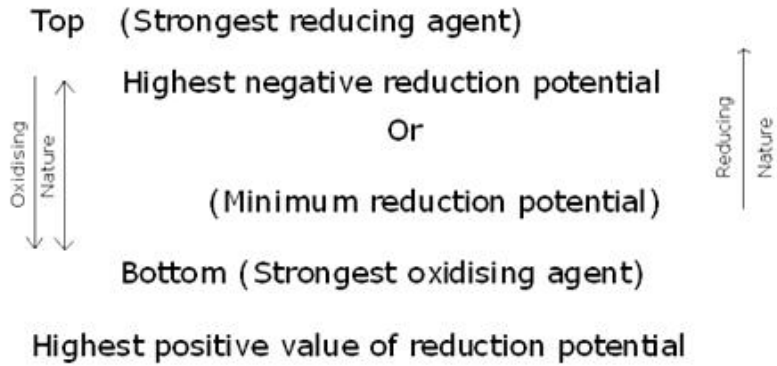 Top (Strongest reducing agent)
Highest negative reduction potential
Or
(Minimum reduction potential)
Bottom (Strongest oxidising agent)
Highest positive value of reduction potential
Oxidising
Nature
Reducing
Nature